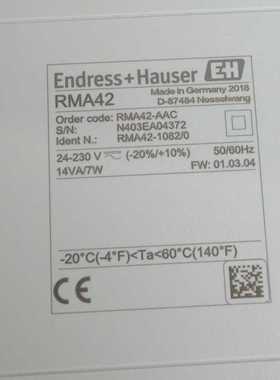 Endress+Hauser EH
RMA42
Made in Germany 2018
D-87484 Nesselwang
Order code: RMA42-AAC
S/N: N403EA04372
Ident N.: RMA42-1082/0
24-230 V ⏦ (-20%/+10%) 50/60Hz
14VA/7W FW: 01.03.04
-20°C(-4°F)<Ta<60°C(140°F)
CE